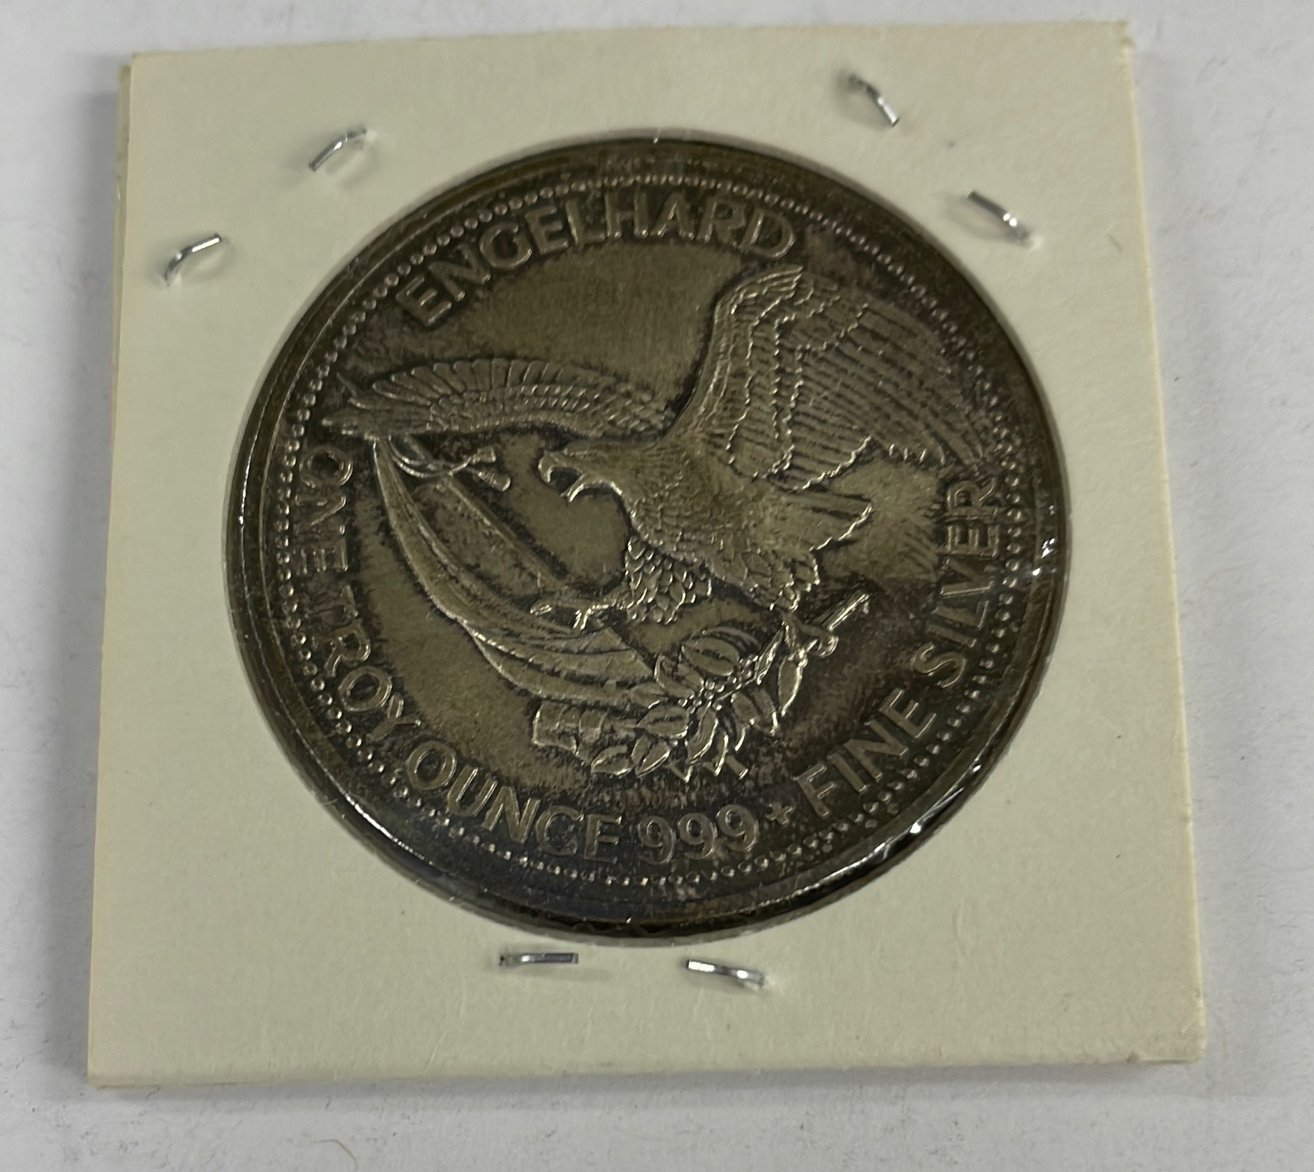 ENGELHARD
ONE TROY OUNCE 999+ FINE SILVER